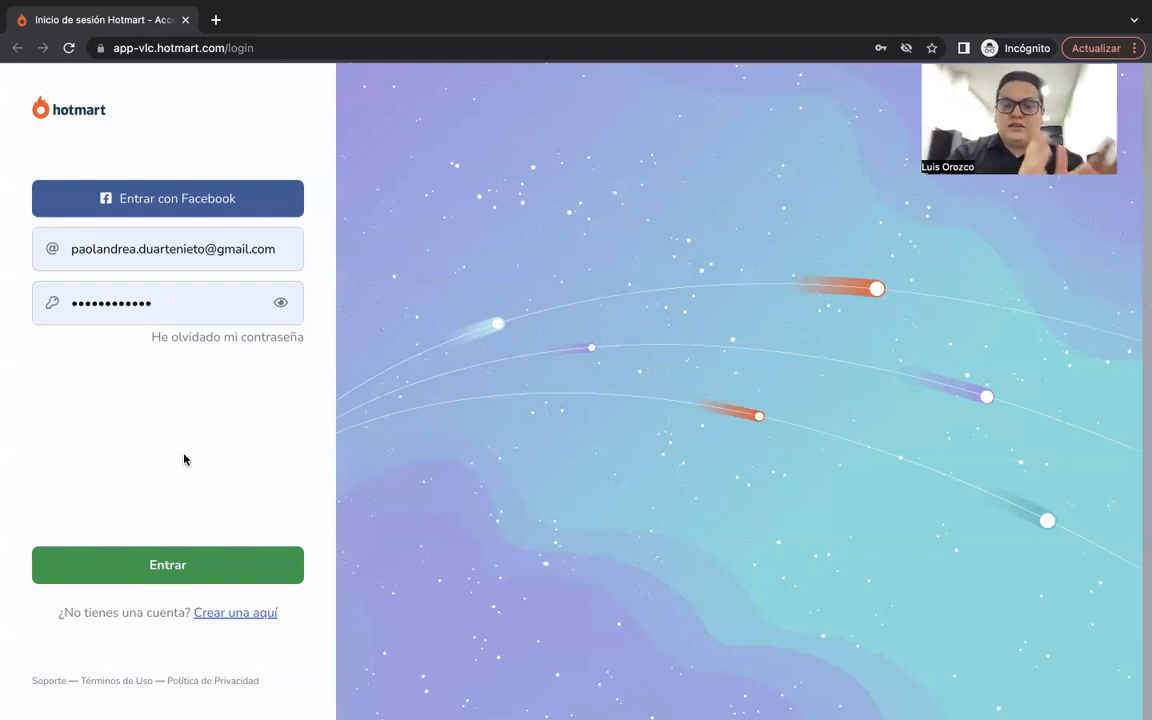 Inicio de sesión Hotmart - Acc
app-vlc.hotmart.com/login
Incógnito
Actualizar
hotmart
Entrar con Facebook
@ paolandrea.duartenieto@gmail.com
••••••••••••
He olvidado mi contraseña
Entrar
¿No tienes una cuenta? Crear una aquí
Soporte — Términos de Uso — Política de Privacidad
Luis Orozco